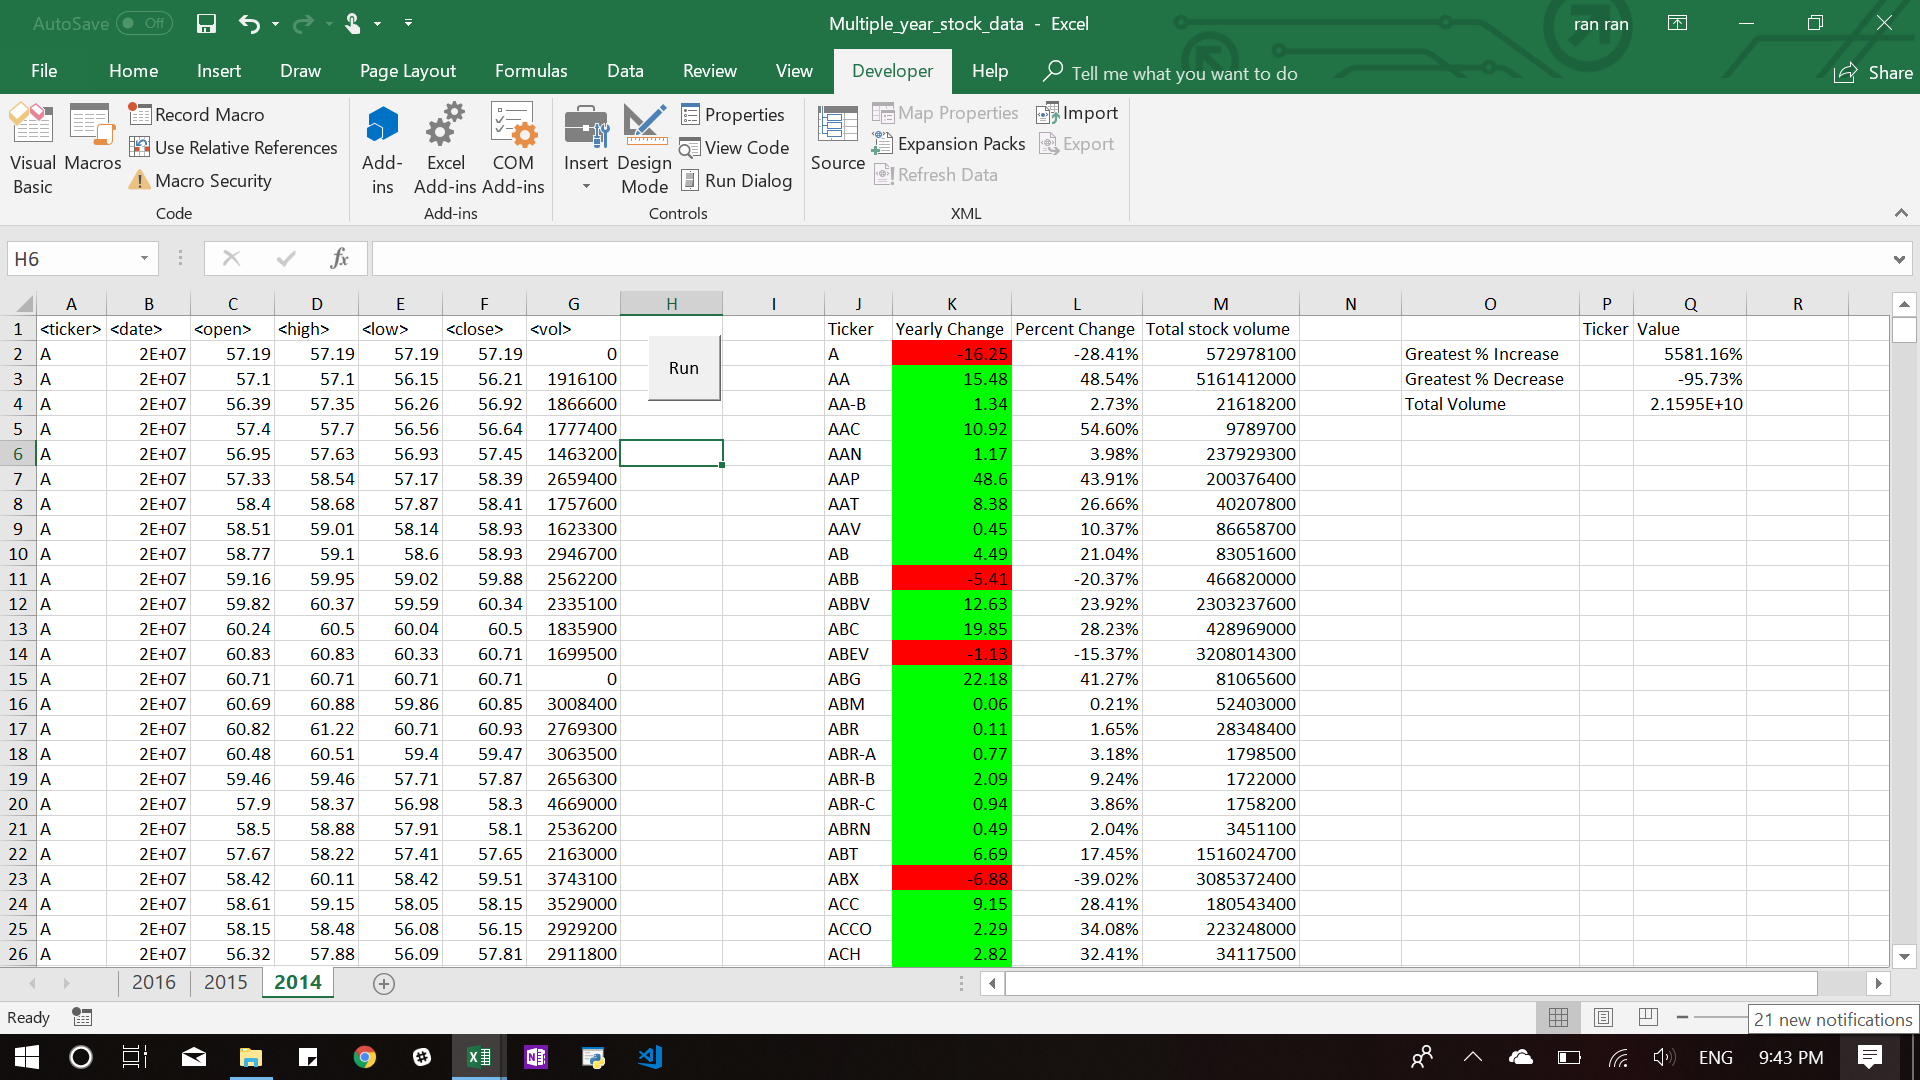 AutoSave Off Multiple_year_stock_data - Excel ran ran
File Home Insert Draw Page Layout Formulas Data Review View Developer Help Tell me what you want to do Share
Visual Basic Macros Record Macro Use Relative References Macro Security Code
Add-ins Excel Add-ins COM Add-ins Add-ins
Insert Design Mode Properties View Code Run Dialog Controls
Source Map Properties Expansion Packs Refresh Data Import Export XML
H6 fx
A B C D E F G H I J K L M N O P Q R
1 <ticker> <date> <open> <high> <low> <close> <vol> Ticker Yearly Change Percent Change Total stock volume Ticker Value
2 A 2E+07 57.19 57.19 57.19 57.19 0 A -16.25 -28.41% 572978100 Greatest % Increase 5581.16%
Run
3 A 2E+07 57.1 57.1 56.15 56.21 1916100 AA 15.48 48.54% 5161412000 Greatest % Decrease -95.73%
4 A 2E+07 56.39 57.35 56.26 56.92 1866600 AA-B 1.34 2.73% 21618200 Total Volume 2.1595E+10
5 A 2E+07 57.4 57.7 56.56 56.64 1777400 AAC 10.92 54.60% 9789700
6 A 2E+07 56.95 57.63 56.93 57.45 1463200 AAN 1.17 3.98% 237929300
7 A 2E+07 57.33 58.54 57.17 58.39 2659400 AAP 48.6 43.91% 200376400
8 A 2E+07 58.4 58.68 57.87 58.41 1757600 AAT 8.38 26.66% 40207800
9 A 2E+07 58.51 59.01 58.14 58.93 1623300 AAV 0.45 10.37% 86658700
10 A 2E+07 58.77 59.1 58.6 58.93 2946700 AB 4.49 21.04% 83051600
11 A 2E+07 59.16 59.95 59.02 59.88 2562200 ABB -5.41 -20.37% 466820000
12 A 2E+07 59.82 60.37 59.59 60.34 2335100 ABBV 12.63 23.92% 2303237600
13 A 2E+07 60.24 60.5 60.04 60.5 1835900 ABC 19.85 28.23% 428969000
14 A 2E+07 60.83 60.83 60.33 60.71 1699500 ABEV -1.13 -15.37% 3208014300
15 A 2E+07 60.71 60.71 60.71 60.71 0 ABG 22.18 41.27% 81065600
16 A 2E+07 60.69 60.88 59.86 60.85 3008400 ABM 0.06 0.21% 52403000
17 A 2E+07 60.82 61.22 60.71 60.93 2769300 ABR 0.11 1.65% 28348400
18 A 2E+07 60.48 60.51 59.4 59.47 3063500 ABR-A 0.77 3.18% 1798500
19 A 2E+07 59.46 59.46 57.71 57.87 2656300 ABR-B 2.09 9.24% 1722000
20 A 2E+07 57.9 58.37 56.98 58.3 4669000 ABR-C 0.94 3.86% 1758200
21 A 2E+07 58.5 58.88 57.91 58.1 2536200 ABRN 0.49 2.04% 3451100
22 A 2E+07 57.67 58.22 57.41 57.65 2163000 ABT 6.69 17.45% 1516024700
23 A 2E+07 58.42 60.11 58.42 59.51 3743100 ABX -6.88 -39.02% 3085372400
24 A 2E+07 58.61 59.15 58.05 58.15 3529000 ACC 9.15 28.41% 180543400
25 A 2E+07 58.15 58.48 56.08 56.15 2929200 ACCO 2.29 34.08% 223248000
26 A 2E+07 56.32 57.88 56.09 57.81 2911800 ACH 2.82 32.41% 34117500
2016 2015 2014
Ready 21 new notifications
ENG 9:43 PM